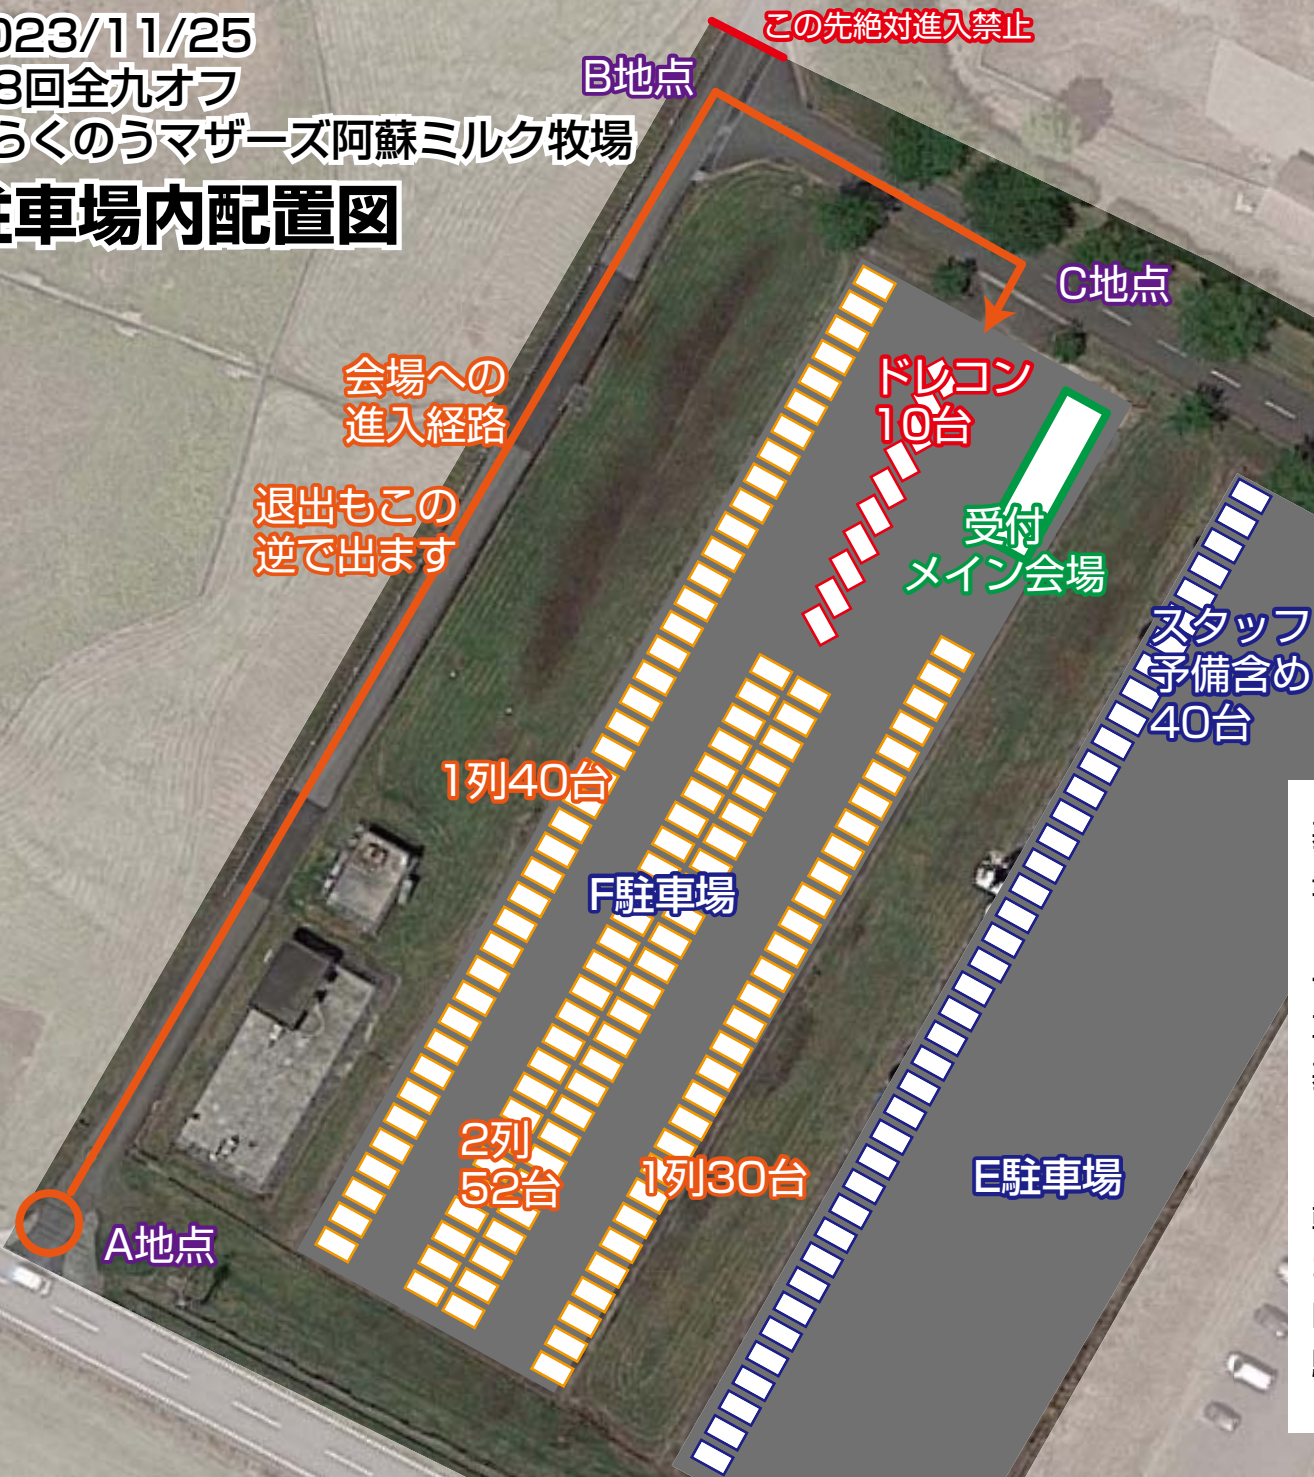 023/11/25
8回全九オフ
らくのうマザーズ阿蘇ミルク牧場
車場内配置図
この先絶対進入禁止
B地点
C地点
会場への
進入経路
退出もこの
逆で出ます
ドレコン
10台
受付
メイン会場
スタッフ
予備含め
40台
1列40台
F駐車場
2列
52台
1列30台
E駐車場
A地点